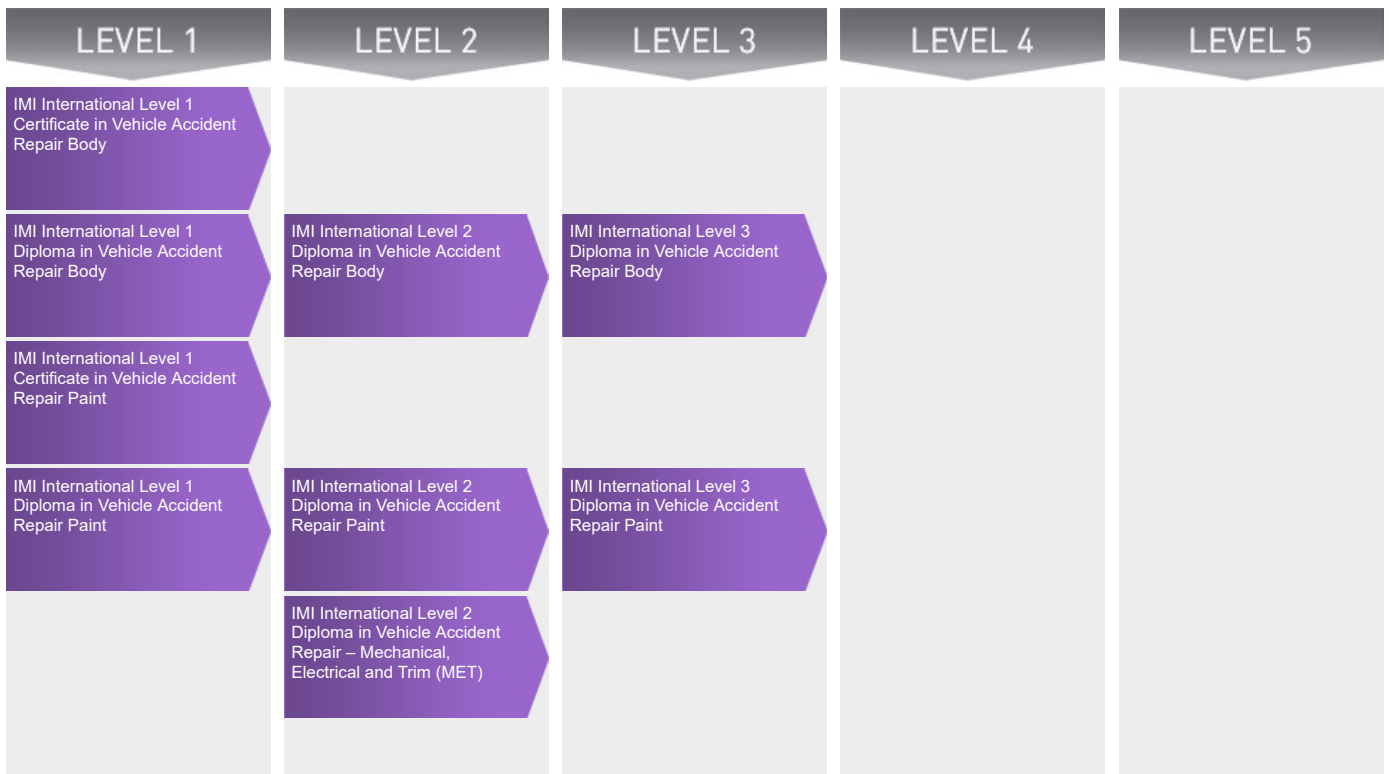 LEVEL 1
LEVEL 2
LEVEL 3
LEVEL 4
LEVEL 5
IMI International Level 1
Certificate in Vehicle Accident
Repair Body
IMI International Level 1
Diploma in Vehicle Accident
Repair Body
IMI International Level 2
Diploma in Vehicle Accident
Repair Body
IMI International Level 3
Diploma in Vehicle Accident
Repair Body
IMI International Level 1
Certificate in Vehicle Accident
Repair Paint
IMI International Level 1
Diploma in Vehicle Accident
Repair Paint
IMI International Level 2
Diploma in Vehicle Accident
Repair Paint
IMI International Level 3
Diploma in Vehicle Accident
Repair Paint
IMI International Level 2
Diploma in Vehicle Accident
Repair – Mechanical,
Electrical and Trim (MET)